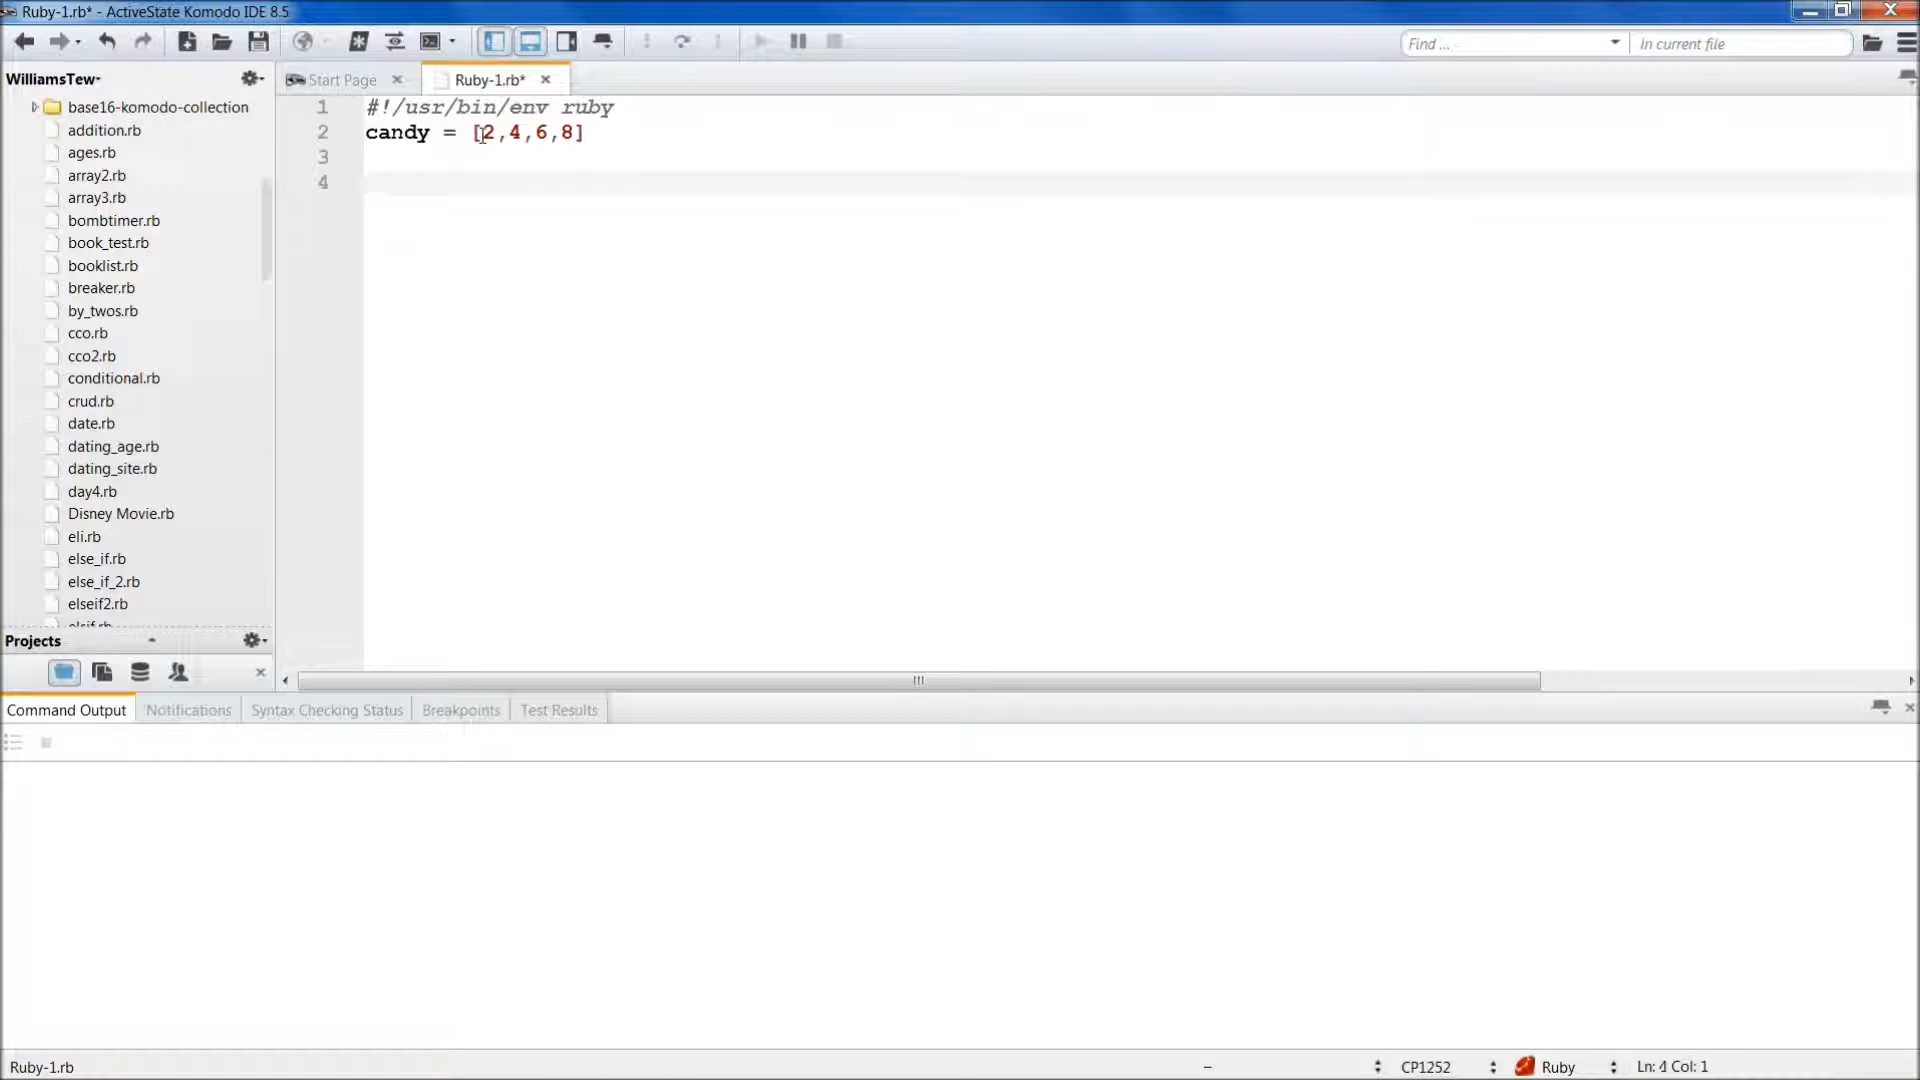 Ruby-1.rb* - ActiveState Komodo IDE 8.5
Find ...
In current file
WilliamsTew
Start Page
Ruby-1.rb*
base16-komodo-collection
addition.rb
ages.rb
array2.rb
array3.rb
bombtimer.rb
book_test.rb
booklist.rb
breaker.rb
by_twos.rb
cco.rb
cco2.rb
conditional.rb
crud.rb
date.rb
dating_age.rb
dating_site.rb
day4.rb
Disney Movie.rb
eli.rb
else_if.rb
else_if_2.rb
elseif2.rb
elsif.rb
1 #!/usr/bin/env ruby
2 candy = [2,4,6,8]
3
4
Projects
Command Output
Notifications
Syntax Checking Status
Breakpoints
Test Results
Ruby-1.rb
CP1252
Ruby
Ln: 4 Col: 1